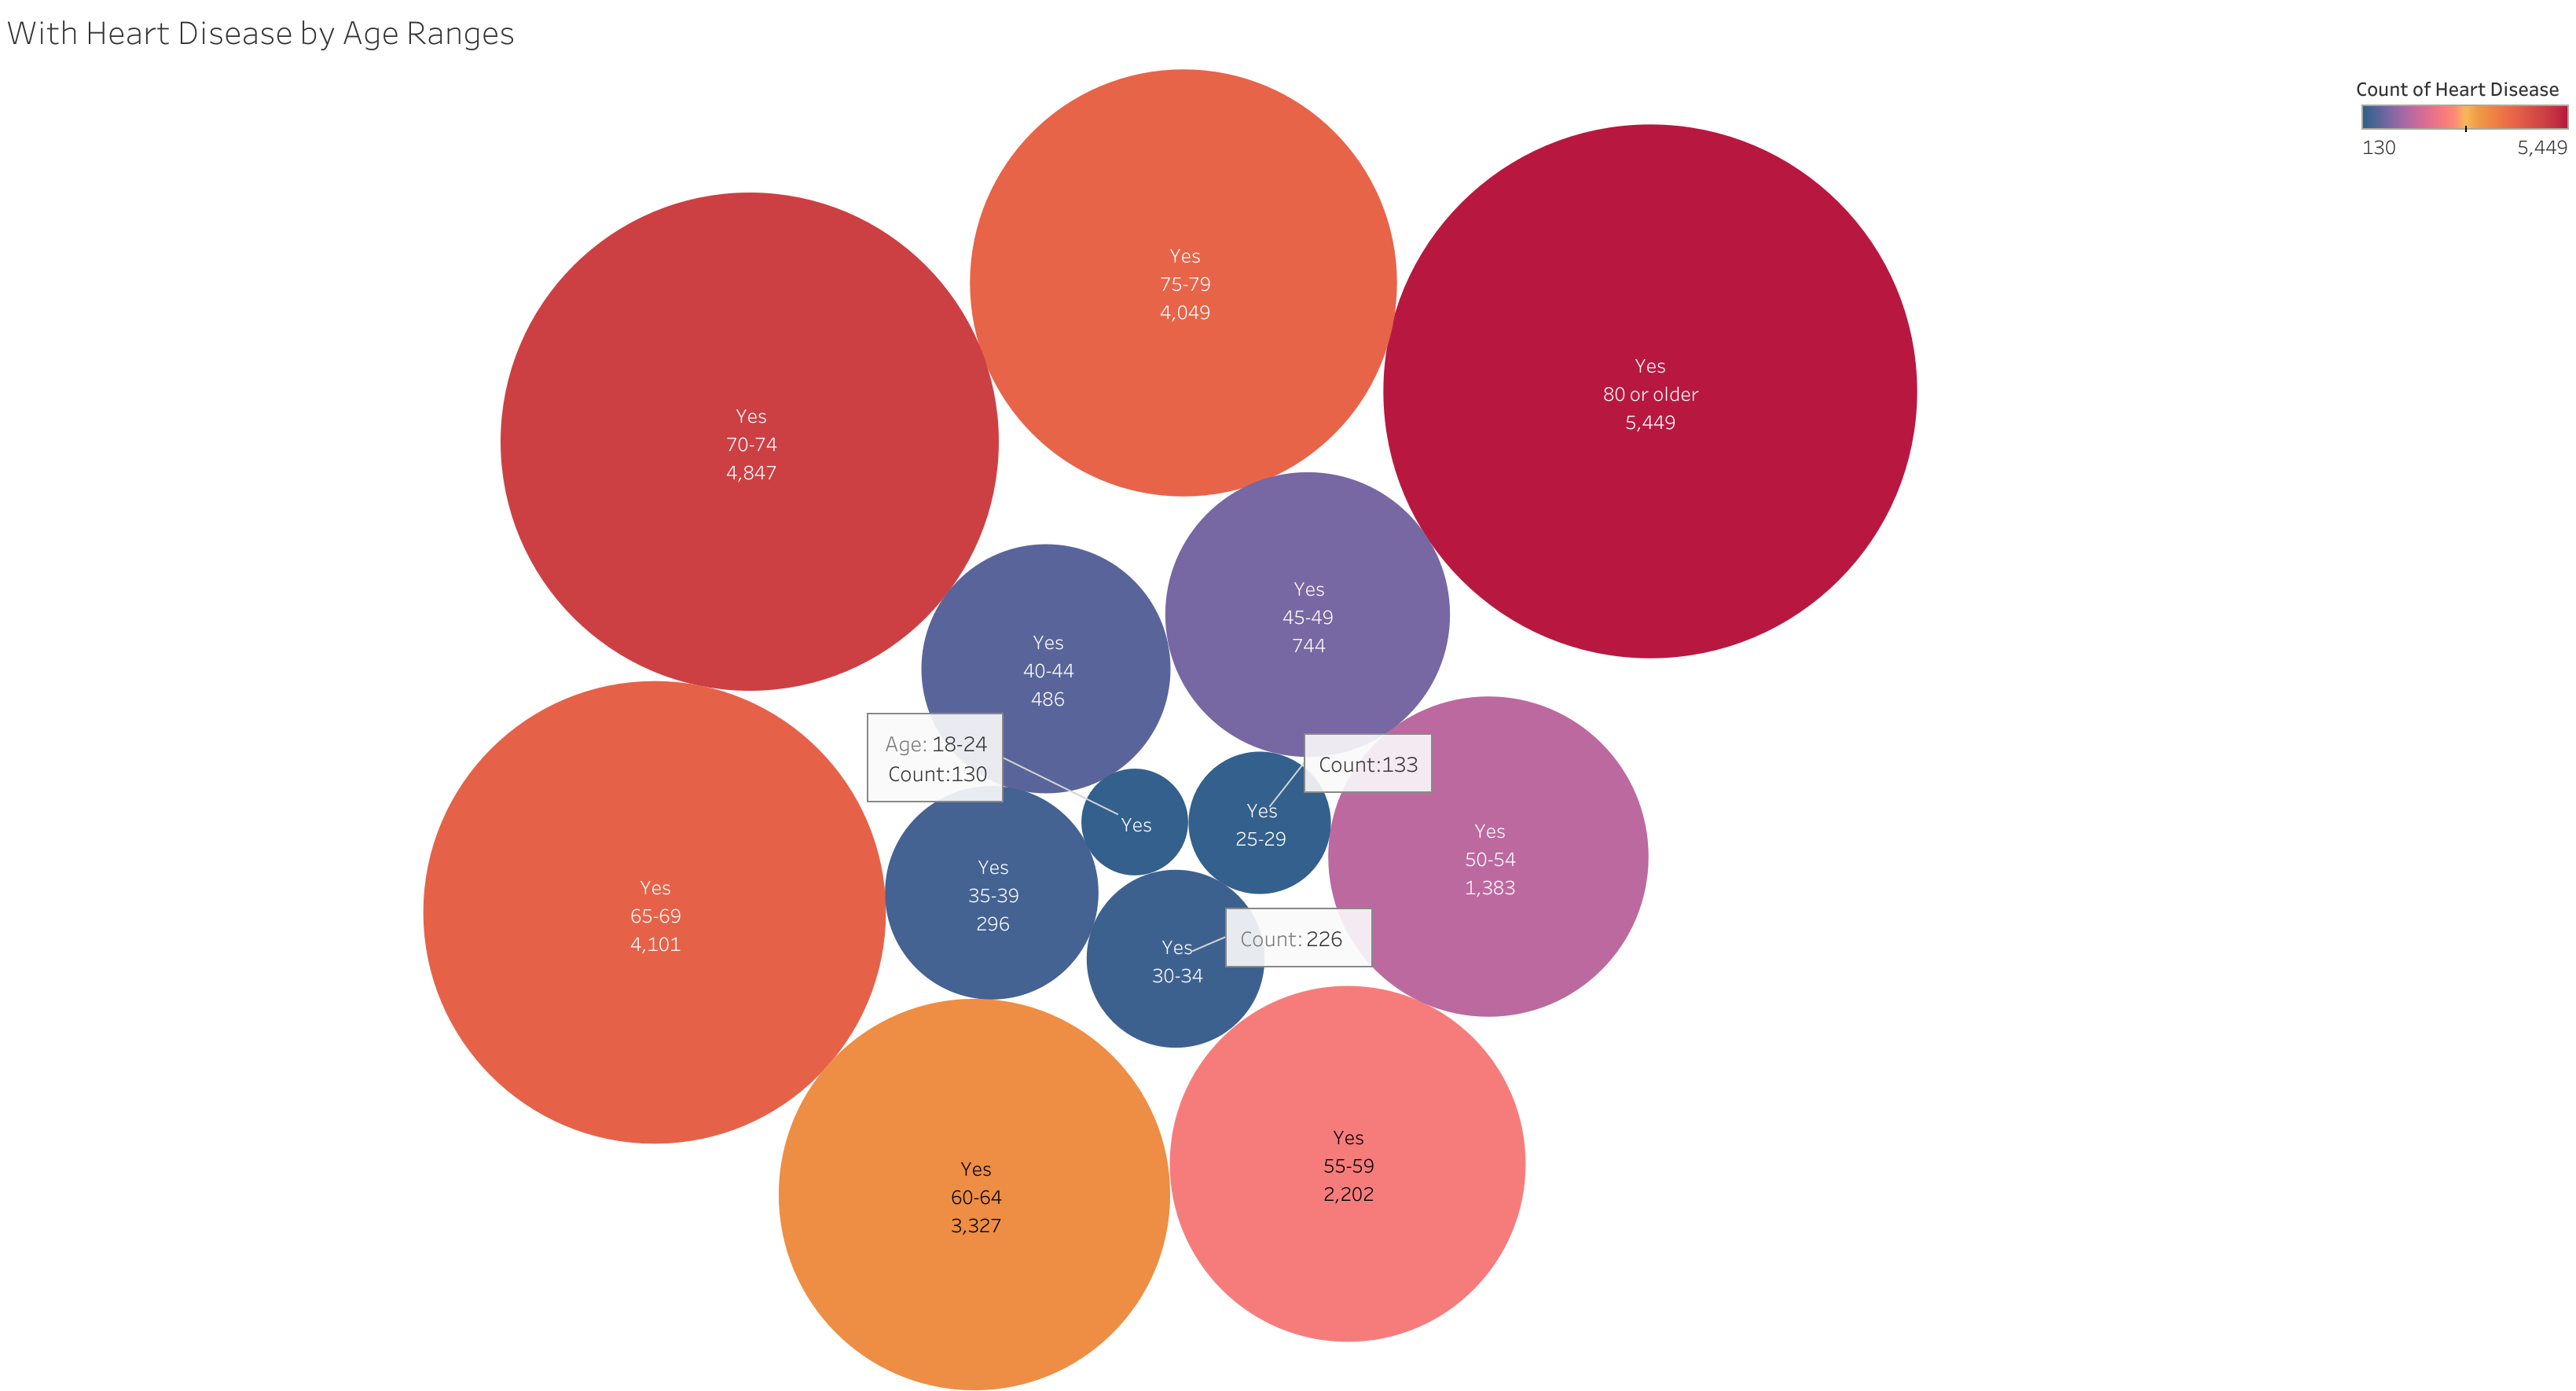 With Heart Disease by Age Ranges
Count of Heart Disease
130
5,449
Yes
75-79
4,049
Yes
80 or older
5,449
Yes
70-74
4,847
Yes
45-49
744
Yes
40-44
486
Age: 18-24
Count:130
Yes
Count:133
Yes
25-29
Yes
50-54
1,383
Yes
35-39
296
Yes
65-69
4,101
Count: 226
Yes
30-34
Yes
55-59
2,202
Yes
60-64
3,327